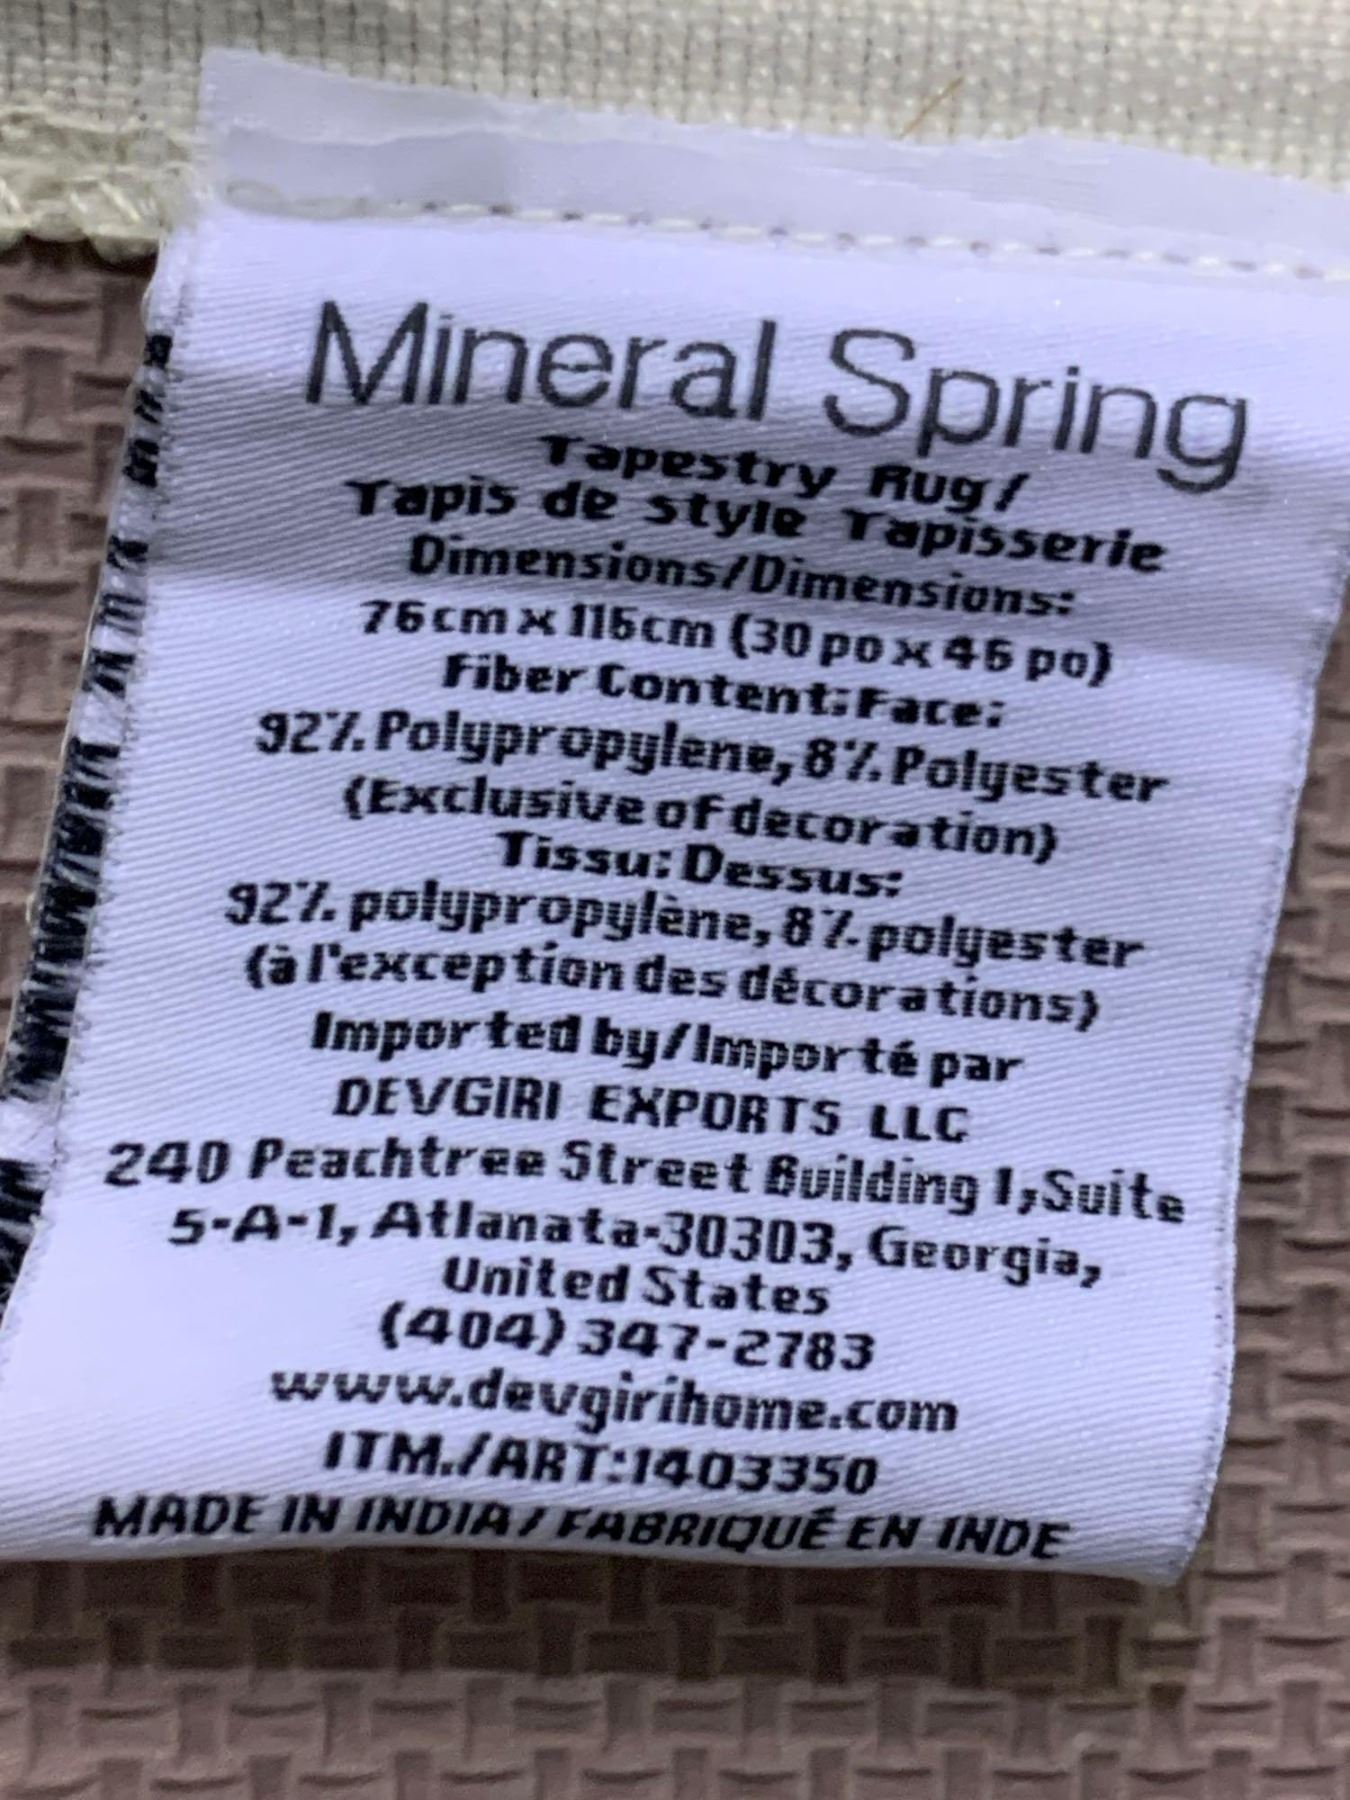 Mineral Spring
Tapestry Rug/
Tapis de style Tapisserie
Dimensions/Dimensions:
76cm x 116cm (30 po x 46 po)
Fiber Content: Face:
92% Polypropylene, 8% Polyester
(Exclusive of decoration)
Tissu: Dessus:
92% polypropylène, 8% polyester
(à l'exception des décorations)
Imported by/Importé par
DEVGIRI EXPORTS LLC
240 Peachtree Street Building 1, Suite
5-A-1, Atlanata-30303, Georgia,
United States
(404) 347-2783
www.devgirihome.com
ITM./ART:1403350
MADE IN INDIA / FABRIQUÉ EN INDE